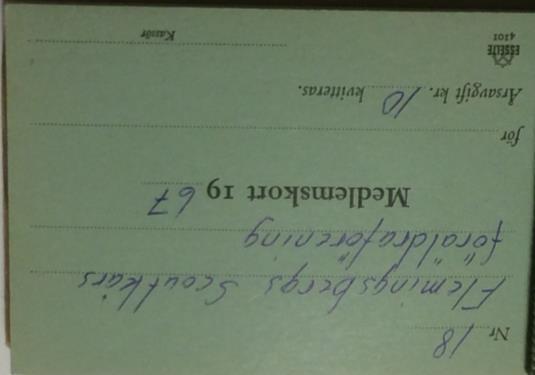 Nr 18
Flemingsbergs Scoutkårs
föräldraförening
Medlemskort 19 67
för
Årsavgift kr. 10 kvitteras.
Kassör
ESSELTE
4101